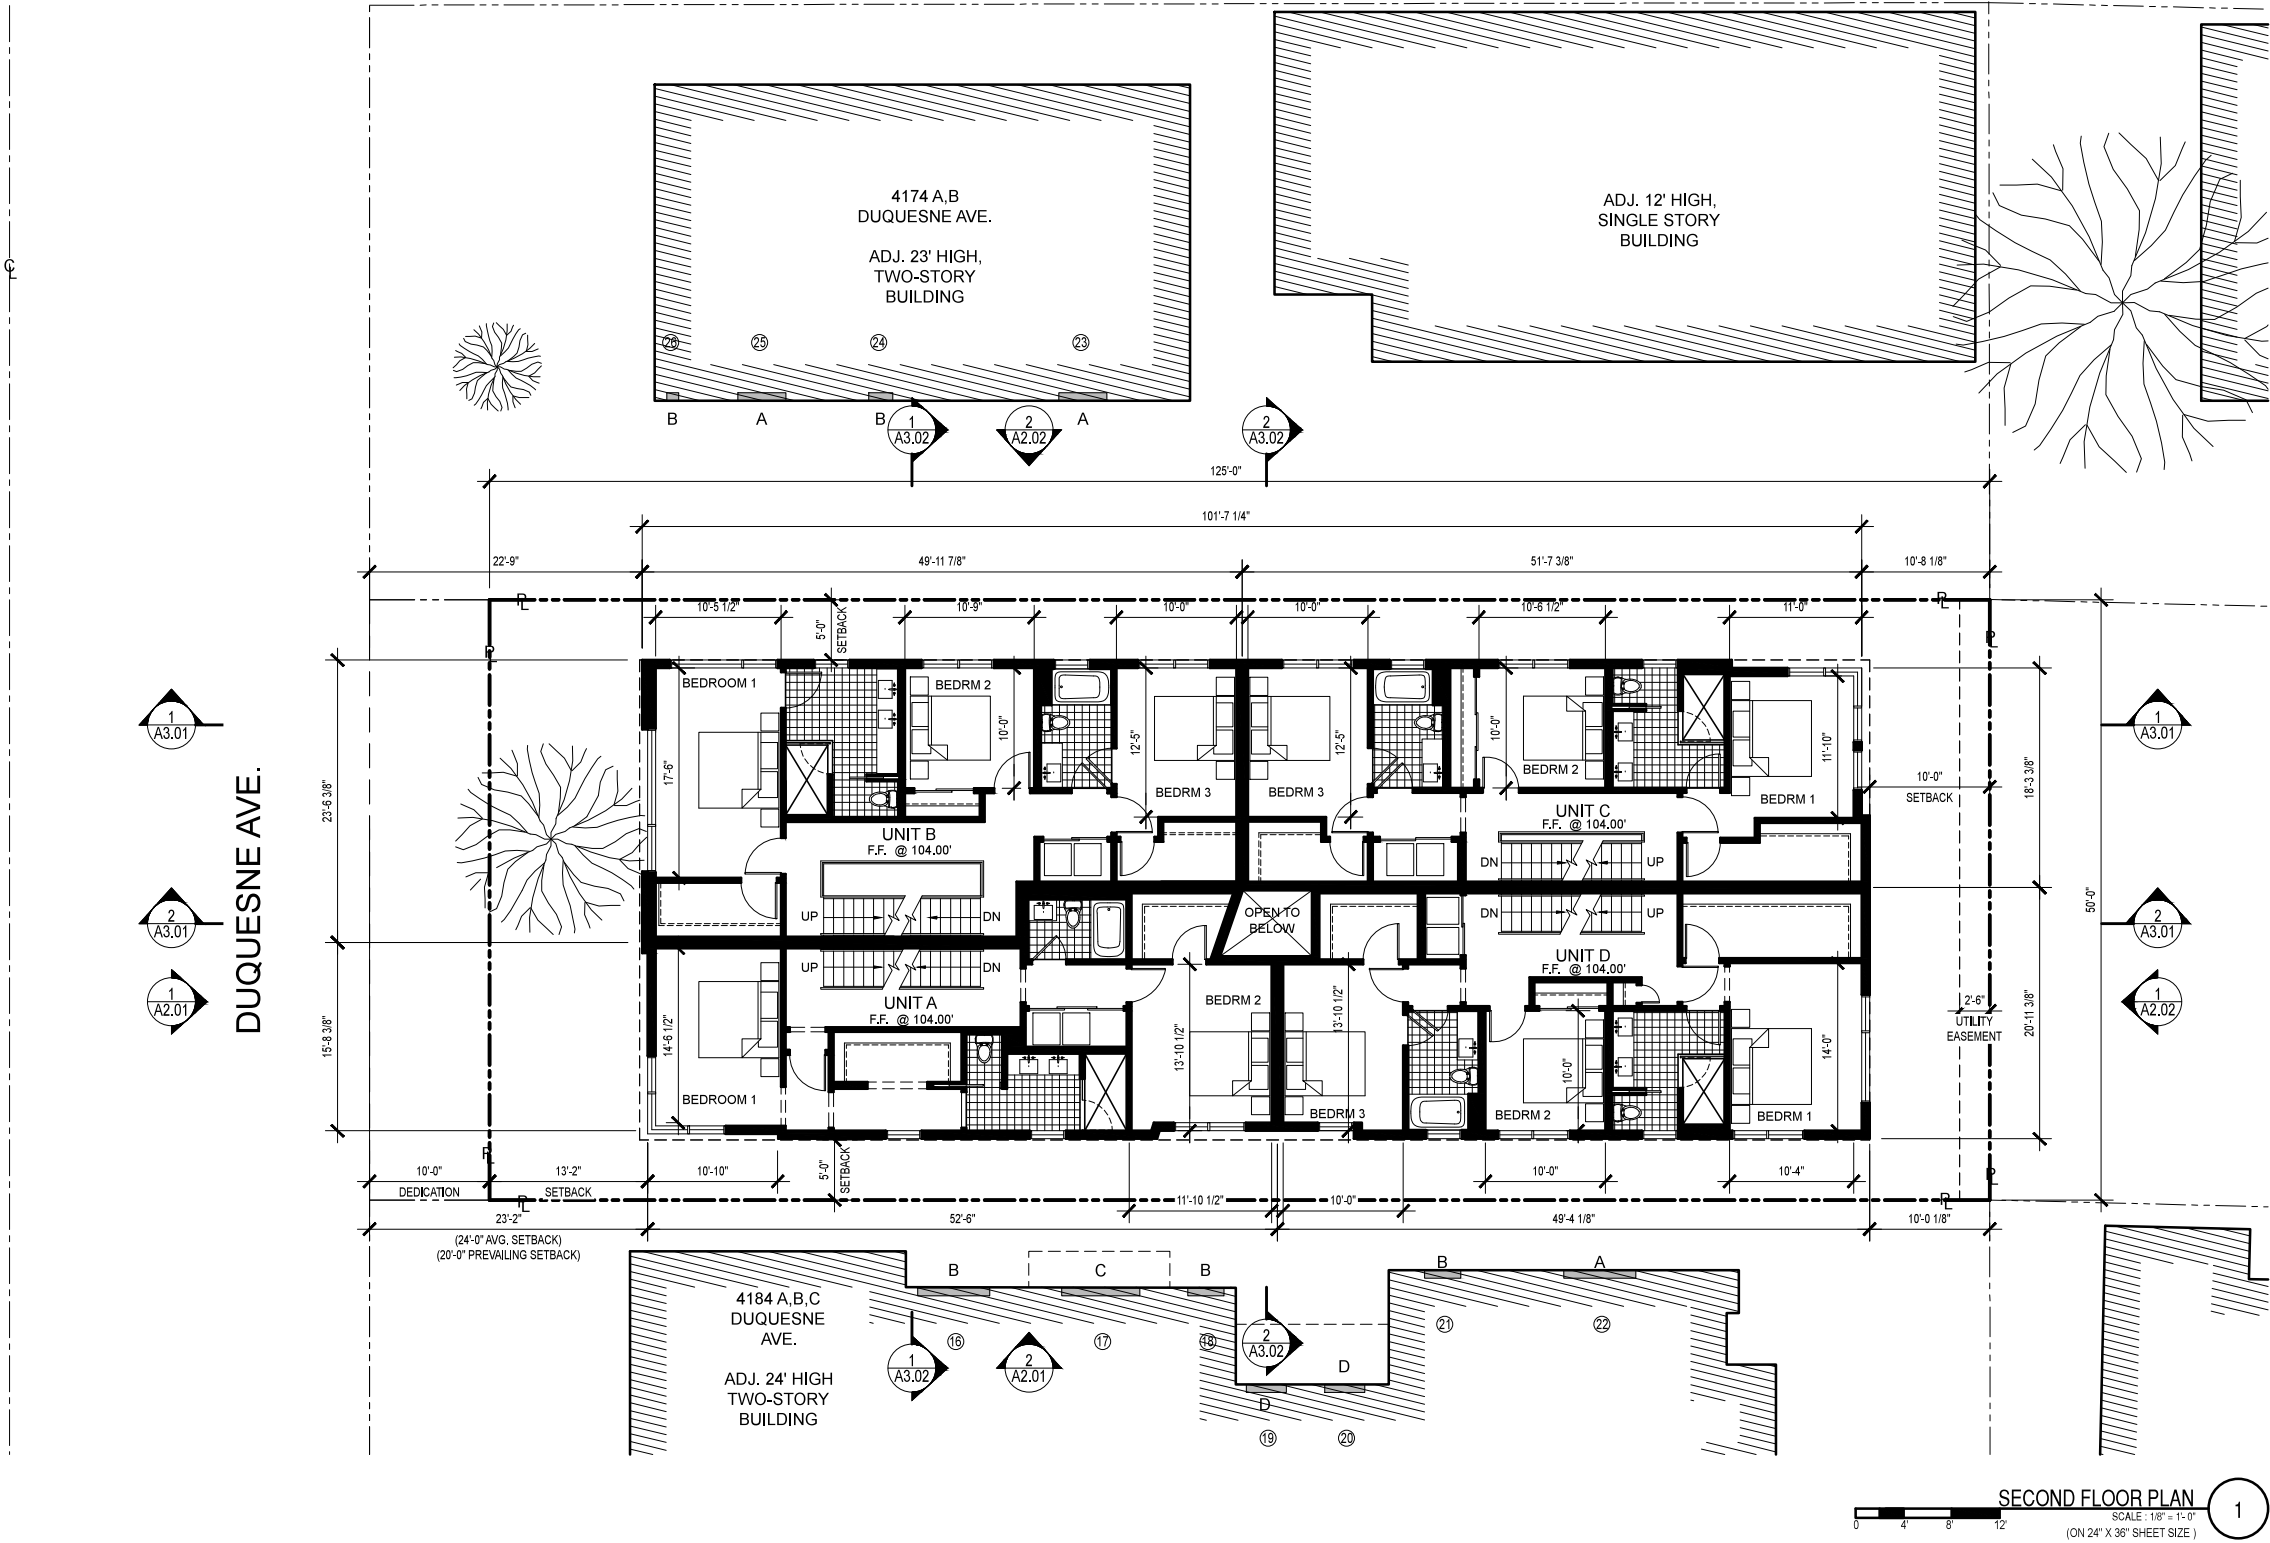 4174 A,B
DUQUESNE AVE.
ADJ. 23' HIGH,
TWO-STORY
BUILDING
ADJ. 12' HIGH,
SINGLE STORY
BUILDING
CL
26
25
24
23
B
A
B
A
1
A3.02
2
A2.02
2
A3.02
125'-0"
101'-7 1/4"
22'-9"
49'-11 7/8"
51'-7 3/8"
10'-8 1/8"
PL
PL
10'-5 1/2"
5'-0"
SETBACK
10'-9"
10'-0"
10'-0"
10'-6 1/2"
11'-0"
PL
PL
BEDROOM 1
BEDRM 2
1
A3.01
1
A3.01
17'-6"
10'-0"
12'-5"
12'-5"
10'-0"
11'-10"
BEDRM 2
10'-0"
SETBACK
18'-3 3/8"
23'-6 3/8"
BEDRM 3
BEDRM 3
BEDRM 1
UNIT B
F.F. @ 104.00'
UNIT C
F.F. @ 104.00'
DN
UP
DUQUESNE AVE.
2
A3.01
UP
DN
OPEN TO
BELOW
DN
UP
2
A3.01
50'-0"
UP
DN
UNIT D
F.F. @ 104.00'
1
A2.01
UNIT A
F.F. @ 104.00'
BEDRM 2
1
A2.02
2'-6"
UTILITY
EASEMENT
15'-8 3/8"
14'-6 1/2"
13'-10 1/2"
13'-10 1/2"
10'-0"
14'-0"
20'-11 3/8"
BEDROOM 1
BEDRM 3
BEDRM 2
BEDRM 1
PL
PL
10'-0"
DEDICATION
13'-2"
SETBACK
10'-10"
5'-0"
SETBACK
10'-0"
10'-4"
PL
11'-10 1/2"
10'-0"
PL
23'-2"
(24'-0" AVG. SETBACK)
(20'-0" PREVAILING SETBACK)
52'-6"
49'-4 1/8"
10'-0 1/8"
B
C
B
B
A
4184 A,B,C
DUQUESNE
AVE.
ADJ. 24' HIGH
TWO-STORY
BUILDING
16
17
18
21
22
1
A3.02
2
A2.01
2
A3.02
D
D
19
20
SECOND FLOOR PLAN
SCALE : 1/8" = 1'- 0"
(ON 24" X 36" SHEET SIZE )
0
4'
8'
12'
1